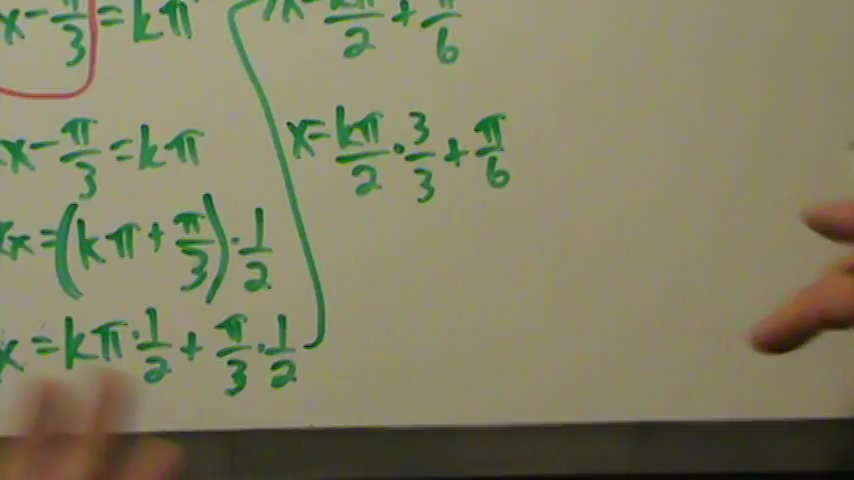 x - π/3 = kπ
x - π/3 = kπ
x = (kπ + π/3) · 1/2
x = kπ · 1/2 + π/3 · 1/2
x = kπ/2 + π/6
x = kπ/2 · 3/3 + π/6